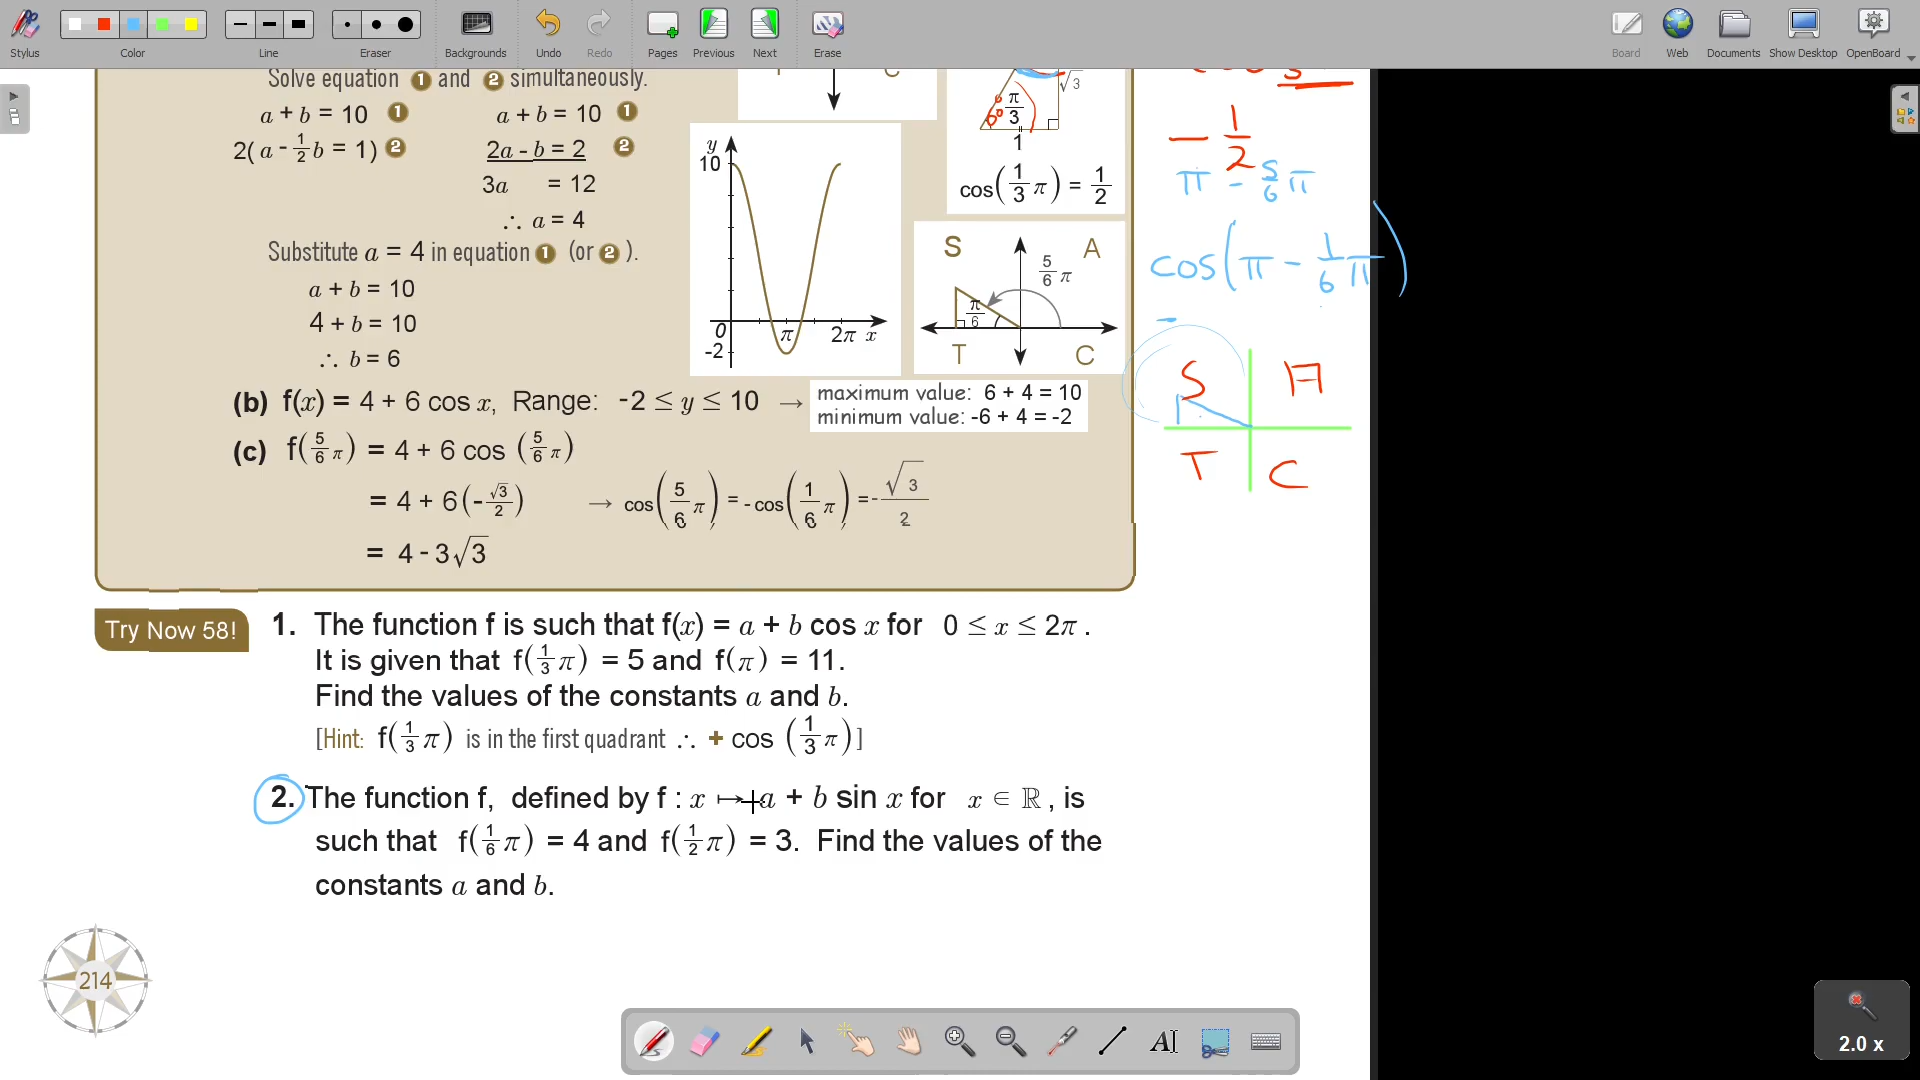 Stylus Color Line Eraser Backgrounds Undo Redo Pages Previous Next Erase Board Web Documents Show Desktop OpenBoard
Solve equation 1 and 2 simultaneously.
a + b = 10 1 a + b = 10 1
2( a - 1/2 b = 1) 2 2a - b = 2 2
3a = 12
∴ a = 4
Substitute a = 4 in equation 1 (or 2 ).
a + b = 10
4 + b = 10
∴ b = 6
y
10
0
-2
π
2π x
C
√3
60° π/3
1
cos(1/3 π) = 1/2
S A
5/6 π
π/6
T C
(b) f(x) = 4 + 6 cos x, Range: -2 ≤ y ≤ 10 → maximum value: 6 + 4 = 10
minimum value: -6 + 4 = -2
(c) f(5/6 π) = 4 + 6 cos (5/6 π)
= 4 + 6(-√3/2) → cos(5/6 π) = -cos(1/6 π) = -√3/2
= 4 - 3√3
- 1/2
π - 5/6 π
cos(π - 1/6 π)
-
S A
T C
Try Now 58!
1. The function f is such that f(x) = a + b cos x for 0 ≤ x ≤ 2π .
It is given that f(1/3 π) = 5 and f(π) = 11.
Find the values of the constants a and b.
[Hint: f(1/3 π) is in the first quadrant ∴ + cos (1/3 π)]
2. The function f, defined by f : x ↦ a + b sin x for x ∈ ℝ , is
such that f(1/6 π) = 4 and f(1/2 π) = 3. Find the values of the
constants a and b.
214
2.0 x